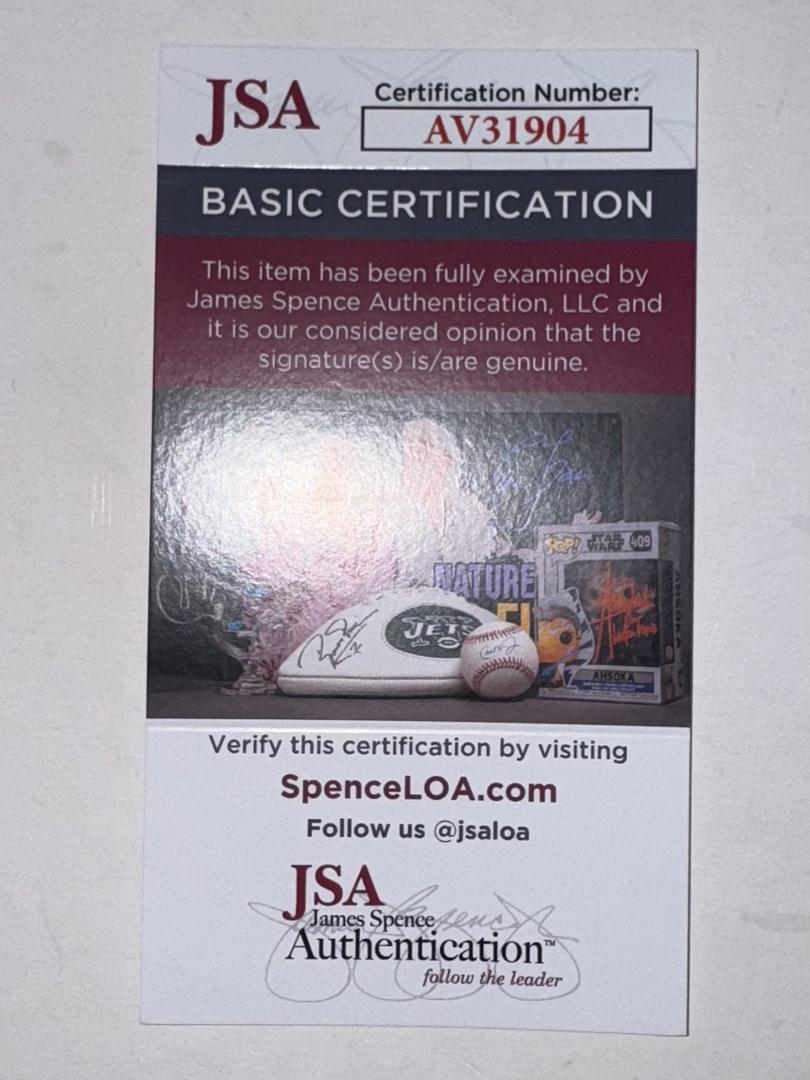 JSA
Certification Number:
AV31904
BASIC CERTIFICATION
This item has been fully examined by
James Spence Authentication, LLC and
it is our considered opinion that the
signature(s) is/are genuine.
POP! STAR WARS 409
NATURE
JETS
AHSOKA
AHSOKA
Verify this certification by visiting
SpenceLOA.com
Follow us @jsaloa
JSA
James Spence
Authentication™
follow the leader